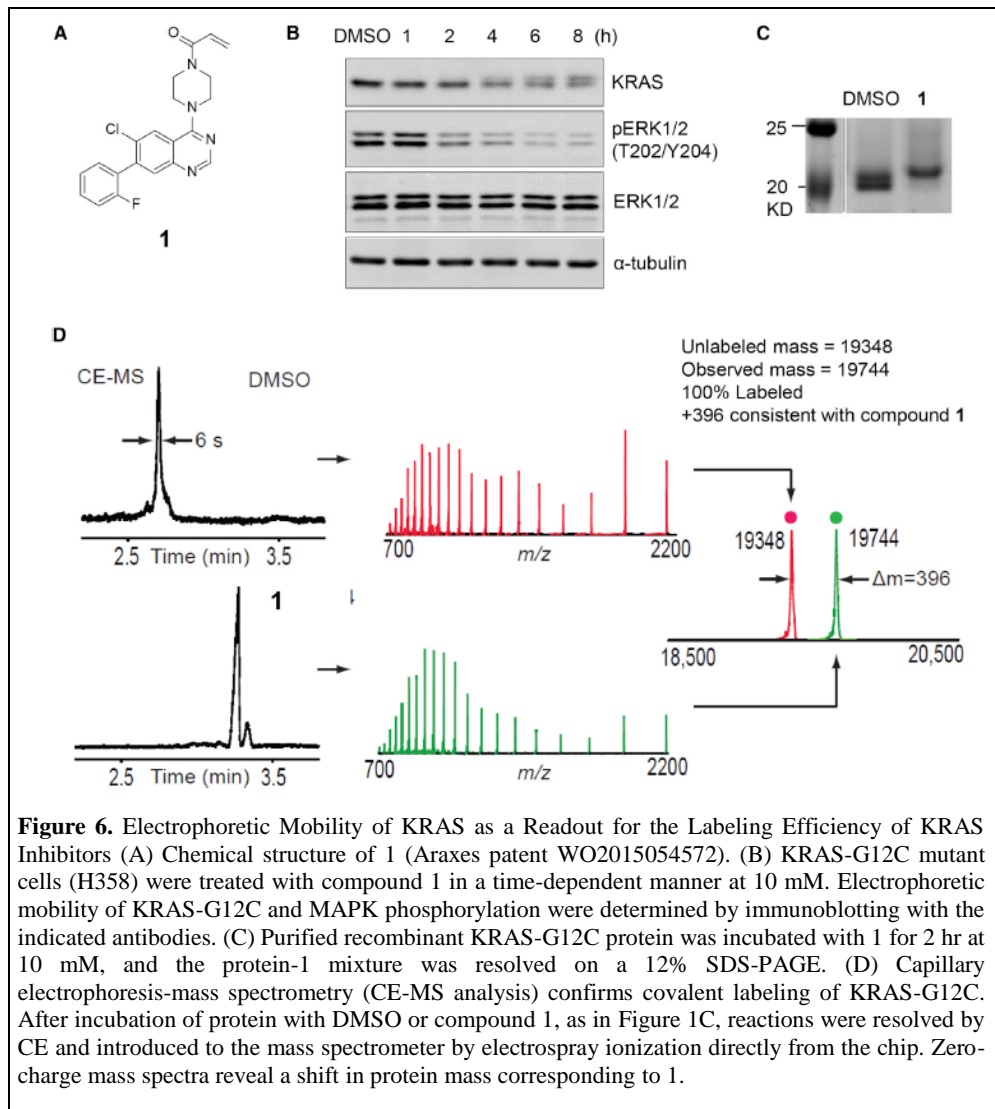 A
O
N
N
Cl
N
N
F
1
B
DMSO 1 2 4 6 8 (h)
KRAS
pERK1/2
(T202/Y204)
ERK1/2
α-tubulin
C
DMSO 1
25
20
KD
D
CE-MS
DMSO
6 s
2.5 Time (min) 3.5
700 m/z 2200
Unlabeled mass = 19348
Observed mass = 19744
100% Labeled
+396 consistent with compound 1
19348 19744
Δm=396
18,500 20,500
1
2.5 Time (min) 3.5
700 m/z 2200
Figure 6. Electrophoretic Mobility of KRAS as a Readout for the Labeling Efficiency of KRAS
Inhibitors (A) Chemical structure of 1 (Araxes patent WO2015054572). (B) KRAS-G12C mutant
cells (H358) were treated with compound 1 in a time-dependent manner at 10 mM. Electrophoretic
mobility of KRAS-G12C and MAPK phosphorylation were determined by immunoblotting with the
indicated antibodies. (C) Purified recombinant KRAS-G12C protein was incubated with 1 for 2 hr at
10 mM, and the protein-1 mixture was resolved on a 12% SDS-PAGE. (D) Capillary
electrophoresis-mass spectrometry (CE-MS analysis) confirms covalent labeling of KRAS-G12C.
After incubation of protein with DMSO or compound 1, as in Figure 1C, reactions were resolved by
CE and introduced to the mass spectrometer by electrospray ionization directly from the chip. Zero-
charge mass spectra reveal a shift in protein mass corresponding to 1.